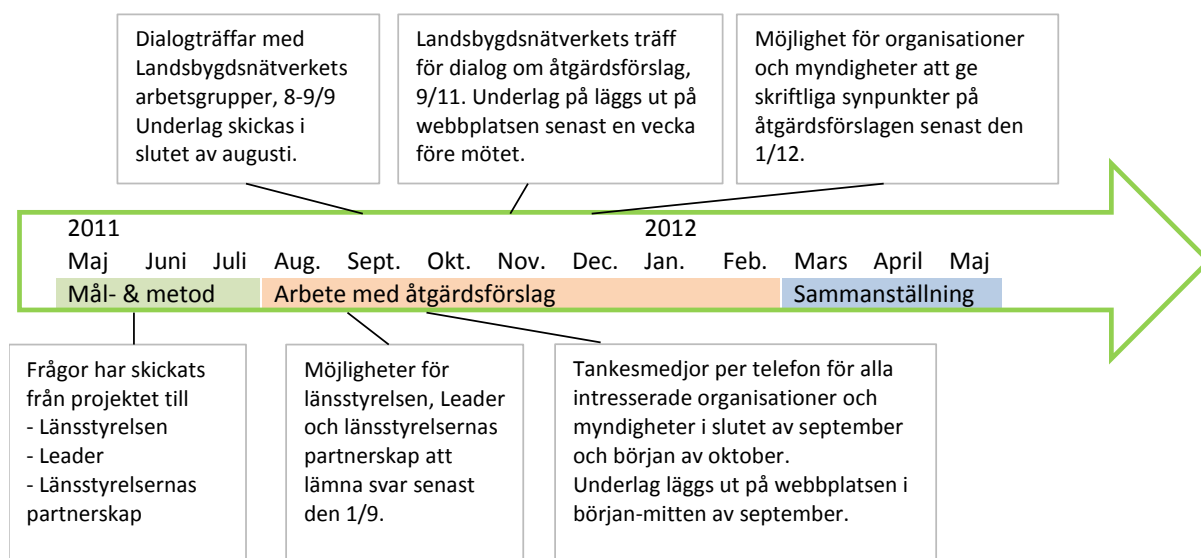 Dialogträffar med
Landsbygdsnätverkets
arbetsgrupper, 8-9/9
Underlag skickas i
slutet av augusti.
Landsbygdsnätverkets träff
för dialog om åtgärdsförslag,
9/11. Underlag på läggs ut på
webbplatsen senast en vecka
före mötet.
Möjlighet för organisationer
och myndigheter att ge
skriftliga synpunkter på
åtgärdsförslagen senast den
1/12.
2011 2012
Maj Juni Juli Aug. Sept. Okt. Nov. Dec. Jan. Feb. Mars April Maj
Mål- & metod Arbete med åtgärdsförslag Sammanställning
Frågor har skickats
från projektet till
- Länsstyrelsen
- Leader
- Länsstyrelsernas
partnerskap
Möjligheter för
länsstyrelsen, Leader
och länsstyrelsernas
partnerskap att
lämna svar senast
den 1/9.
Tankesmedjor per telefon för alla
intresserade organisationer och
myndigheter i slutet av september
och början av oktober.
Underlag läggs ut på webbplatsen i
början-mitten av september.